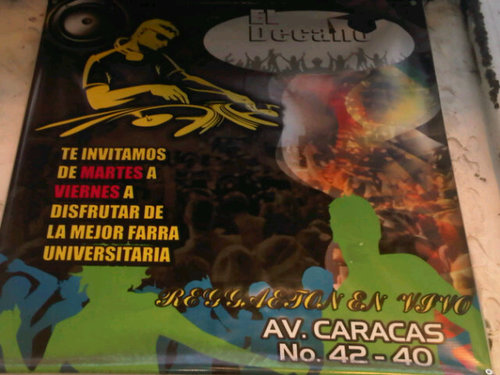 El
Decano
TE INVITAMOS
DE MARTES A
VIERNES A
DISFRUTAR DE
LA MEJOR FARRA
UNIVERSITARIA
REGGAETON EN VIVO
AV. CARACAS
No. 42 - 40